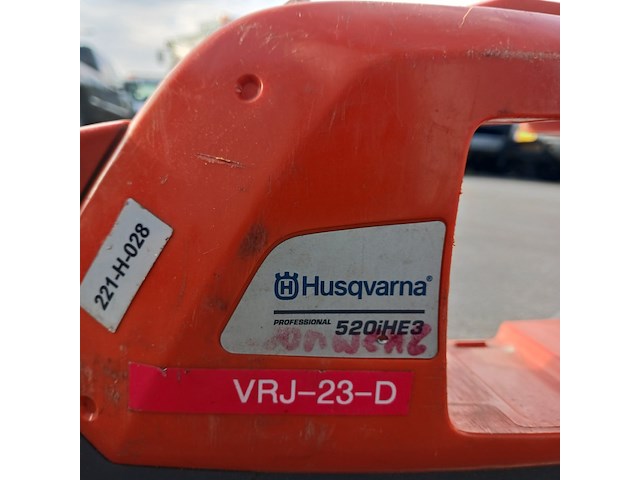 221-H-028
Husqvarna®
PROFESSIONAL 520iHE3
VRJ-23-D